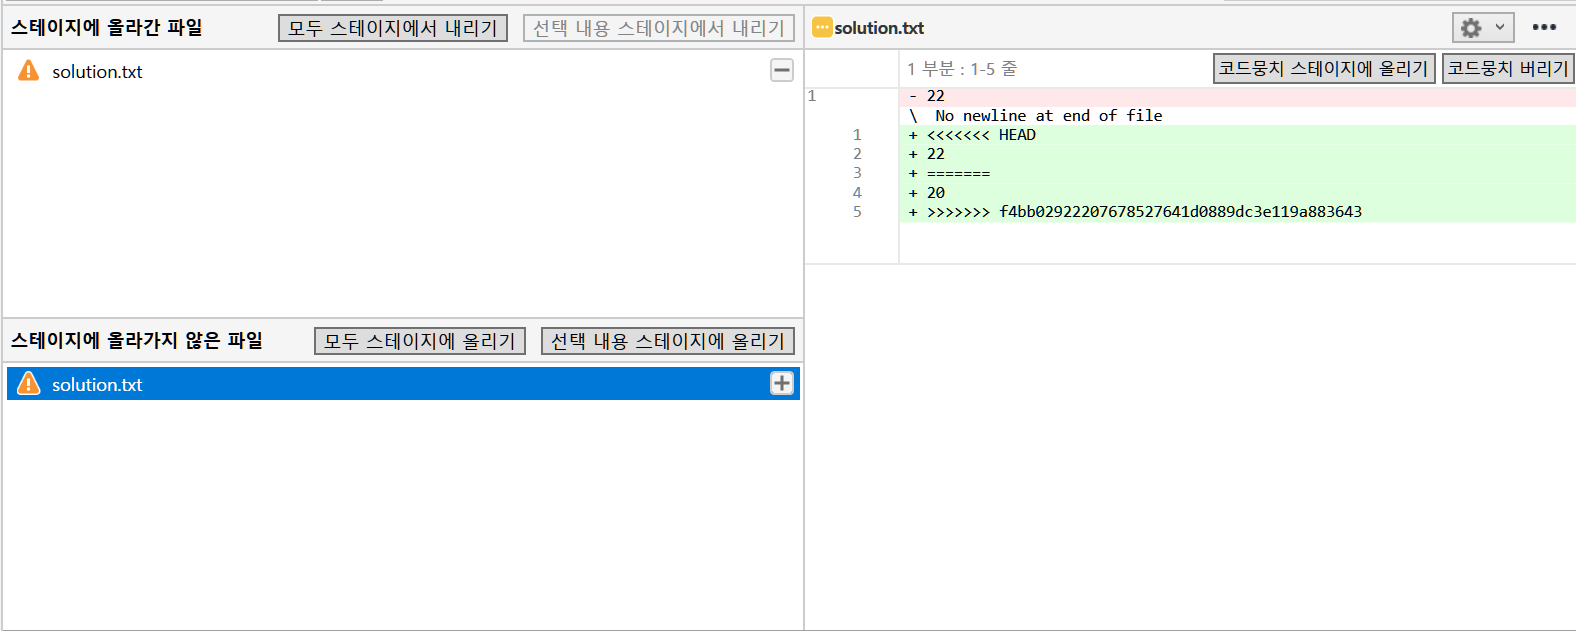 스테이지에 올라간 파일 모두 스테이지에서 내리기 선택 내용 스테이지에서 내리기
solution.txt
스테이지에 올라가지 않은 파일 모두 스테이지에 올리기 선택 내용 스테이지에 올리기
solution.txt
solution.txt
1 부분 : 1-5 줄 코드뭉치 스테이지에 올리기 코드뭉치 버리기
1 - 22
\ No newline at end of file
1 + <<<<<<< HEAD
2 + 22
3 + =======
4 + 20
5 + >>>>>>> f4bb02922207678527641d0889dc3e119a883643